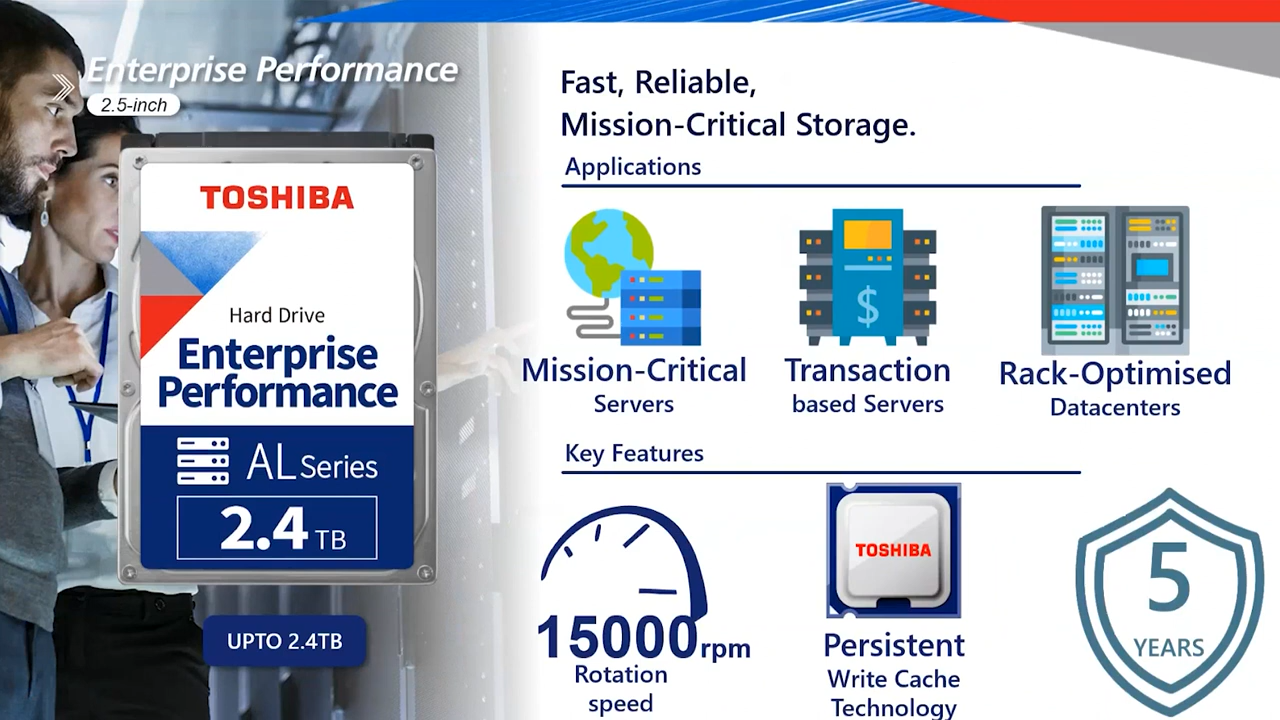 Enterprise Performance
2.5-inch
TOSHIBA
Hard Drive
Enterprise
Performance
AL Series
2.4 TB
UPTO 2.4TB
Fast, Reliable,
Mission-Critical Storage.
Applications
Mission-Critical
Servers
$
Transaction
based Servers
Rack-Optimised
Datacenters
Key Features
15000rpm
Rotation
speed
TOSHIBA
Persistent
Write Cache
Technology
5
YEARS